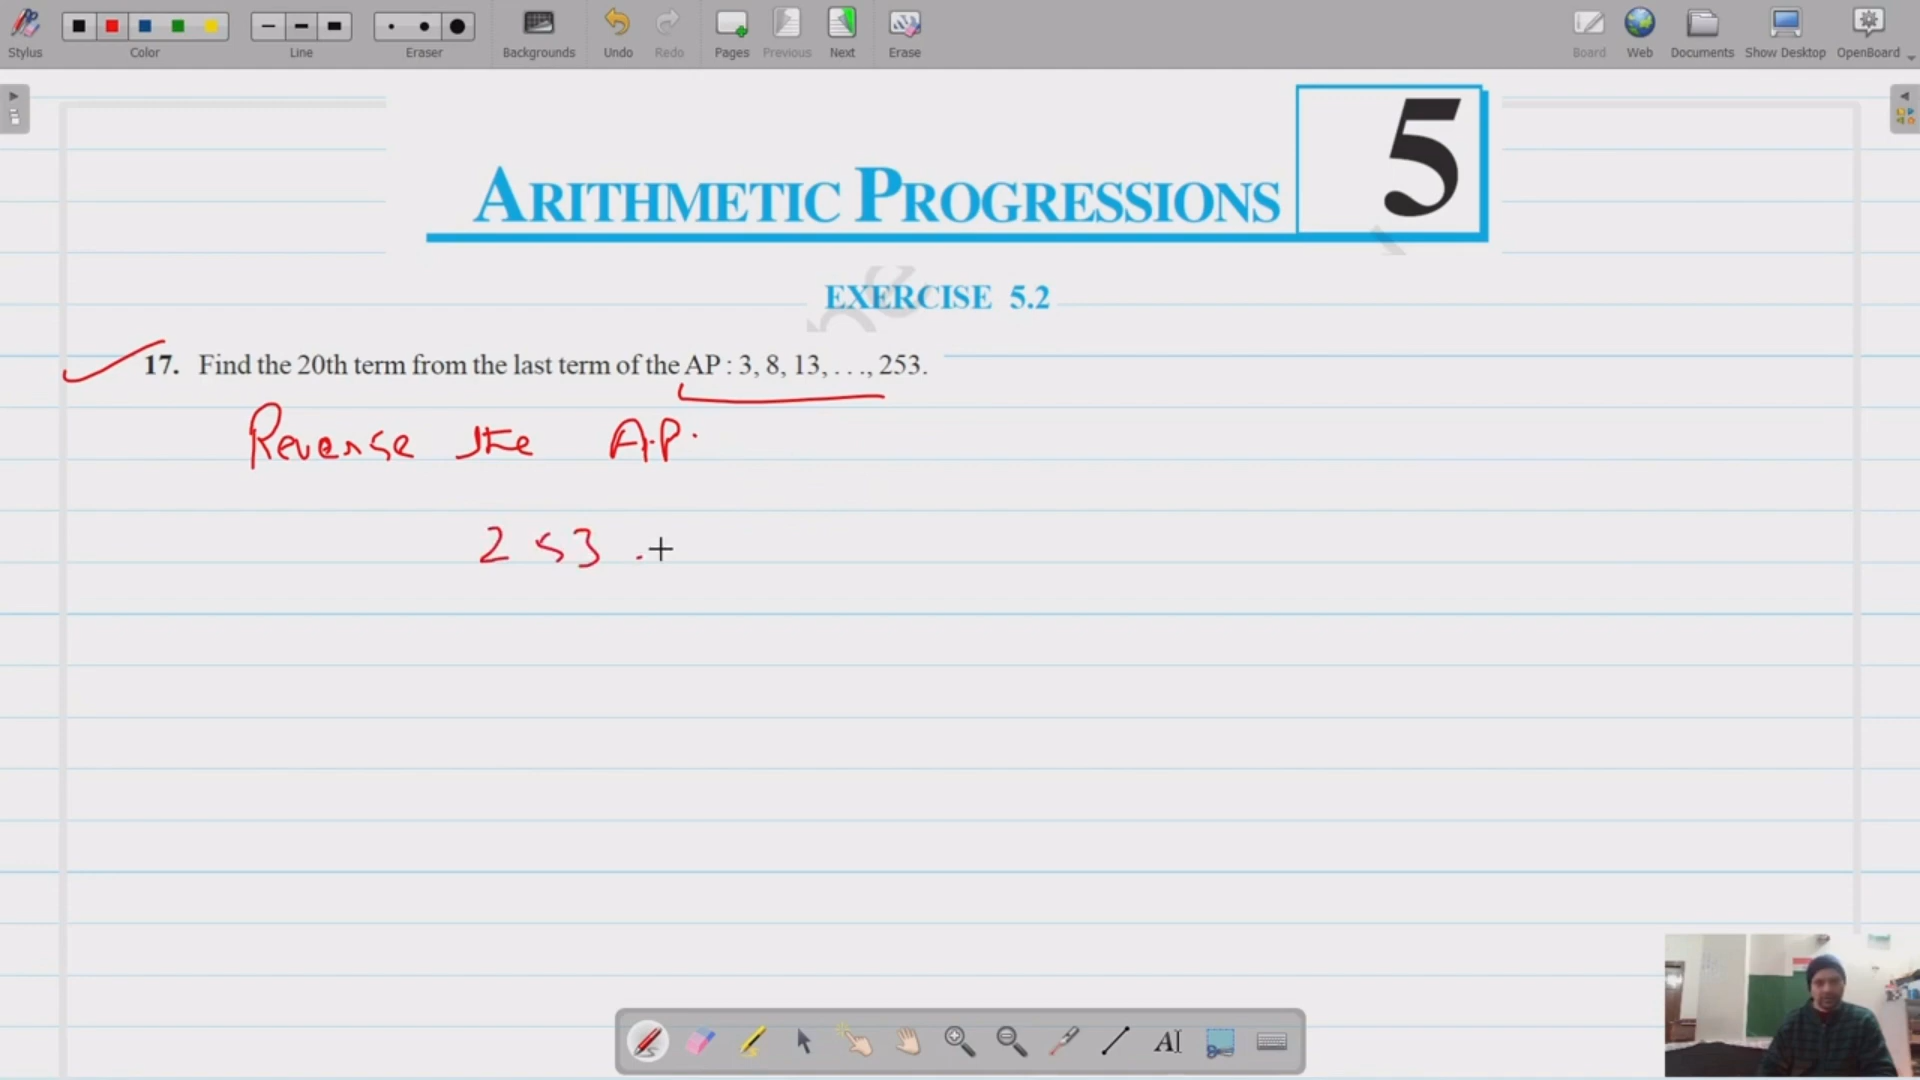 Stylus
Color
Line
Eraser
Backgrounds
Undo
Redo
Pages
Previous
Next
Erase
Board
Web
Documents
Show Desktop
OpenBoard
ARITHMETIC PROGRESSIONS
5
EXERCISE 5.2
17. Find the 20th term from the last term of the AP : 3, 8, 13, . . ., 253.
Reverse the A.P.
253 .
AI